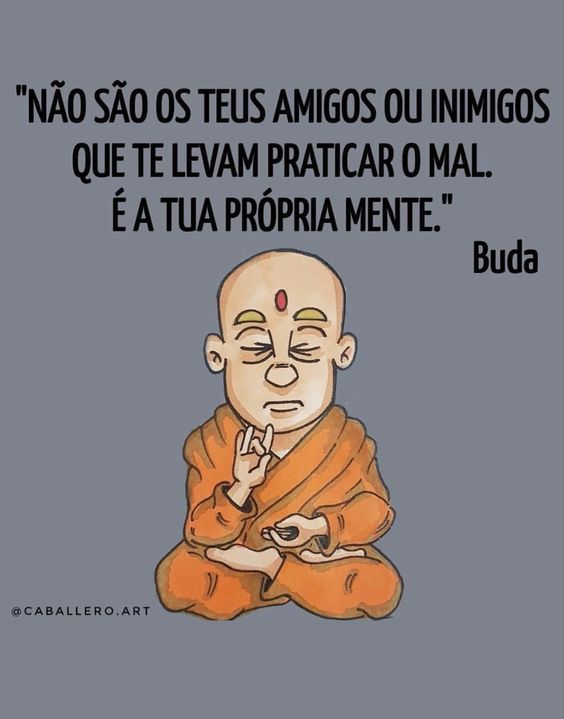 "NÃO SÃO OS TEUS AMIGOS OU INIMIGOS
QUE TE LEVAM PRATICAR O MAL.
É A TUA PRÓPRIA MENTE."
Buda
@CABALLERO.ART